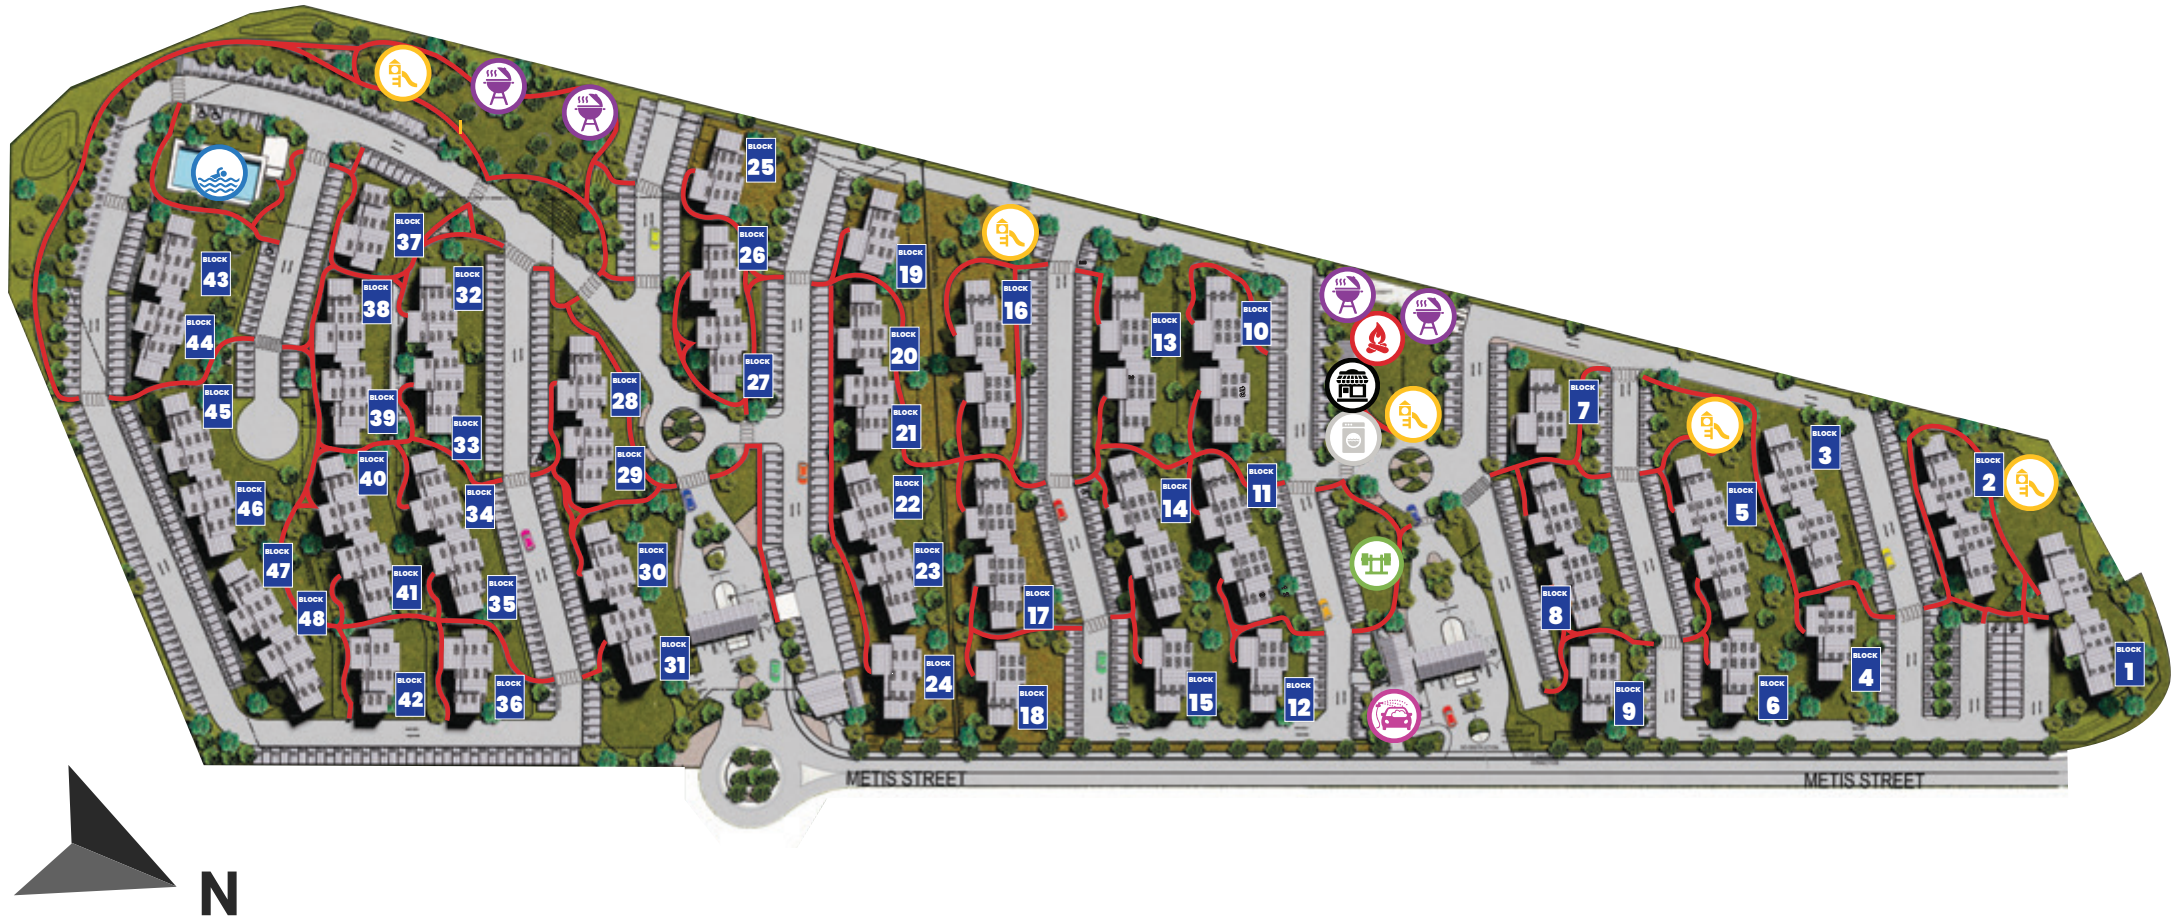 BLOCK
25
BLOCK
37
BLOCK
26
BLOCK
43
BLOCK
19
BLOCK
32
BLOCK
38
BLOCK
16
BLOCK
44
BLOCK
13
BLOCK
10
BLOCK
20
BLOCK
27
BLOCK
28
BLOCK
7
BLOCK
45
BLOCK
39
BLOCK
21
BLOCK
33
BLOCK
3
BLOCK
40
BLOCK
29
BLOCK
2
BLOCK
46
BLOCK
34
BLOCK
22
BLOCK
14
BLOCK
11
BLOCK
5
BLOCK
47
BLOCK
30
BLOCK
23
BLOCK
41
BLOCK
35
BLOCK
48
BLOCK
17
BLOCK
8
BLOCK
31
BLOCK
24
BLOCK
4
BLOCK
1
BLOCK
42
BLOCK
36
BLOCK
18
BLOCK
15
BLOCK
12
BLOCK
9
BLOCK
6
METIS STREET
METIS STREET
N